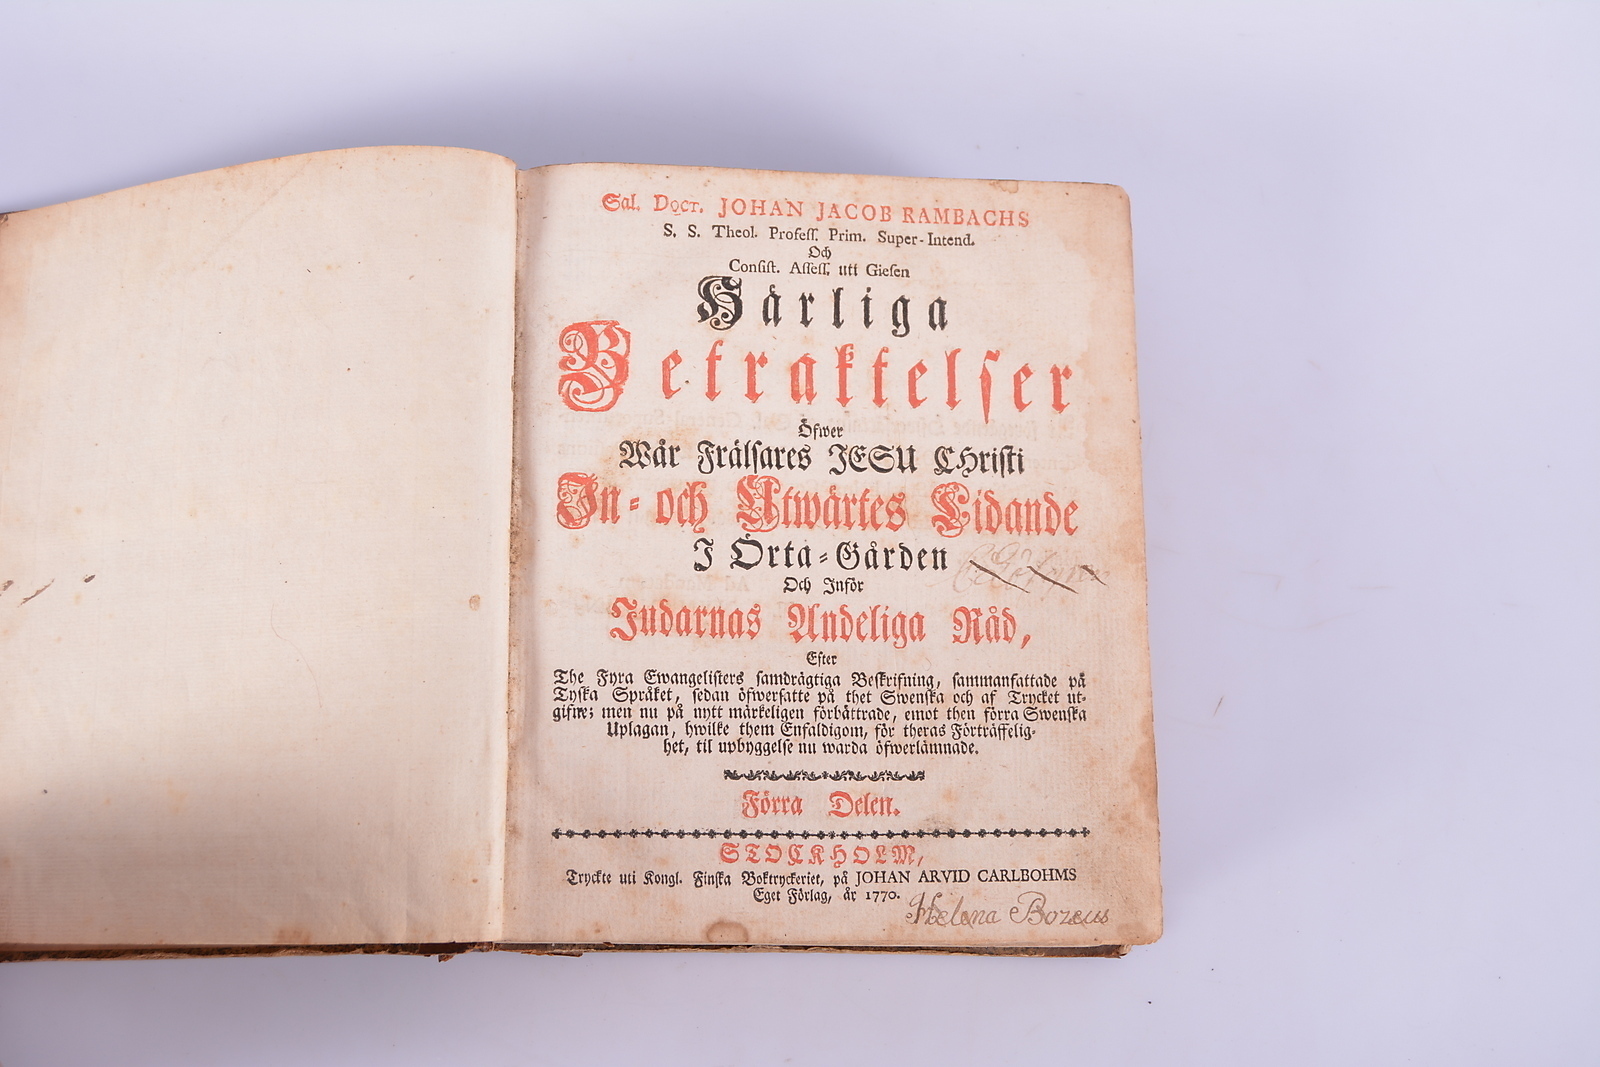 Sal. Doct. JOHAN JACOB RAMBACHS
S. S. Theol. Profeſſ. Prim. Super-Intend.
Och
Conſiſt. Aſſeſſ. uti Gieſen
Härliga
Betraktelſer
Öfwer
Wår Frälſares JESU CHriſti
In- och Utwärtes Lidande
I Örta-Gården
Och Inför
Judarnas Andeliga Råd,
Efter
The Fyra Ewangeliſters ſamdrägtiga Beſkrifning, ſammanfattade på
Tyſka Språket, ſedan öfwerſatte på thet Swenſka och af Trycket ut-
gifne; men nu på nytt märkeligen förbättrade, emot then förra Swenſka
Uplagan, hwilke them Enfaldigom, för theras Förträffelig-
het, til upbyggelſe nu warda öfwerlämnade.
Förra Delen.
STOCKHOLM,
Tryckte uti Kongl. Finſka Boktryckeriet, på JOHAN ARVID CARLBOHMS
Eget Förlag, år 1770.
Helena Bozeus